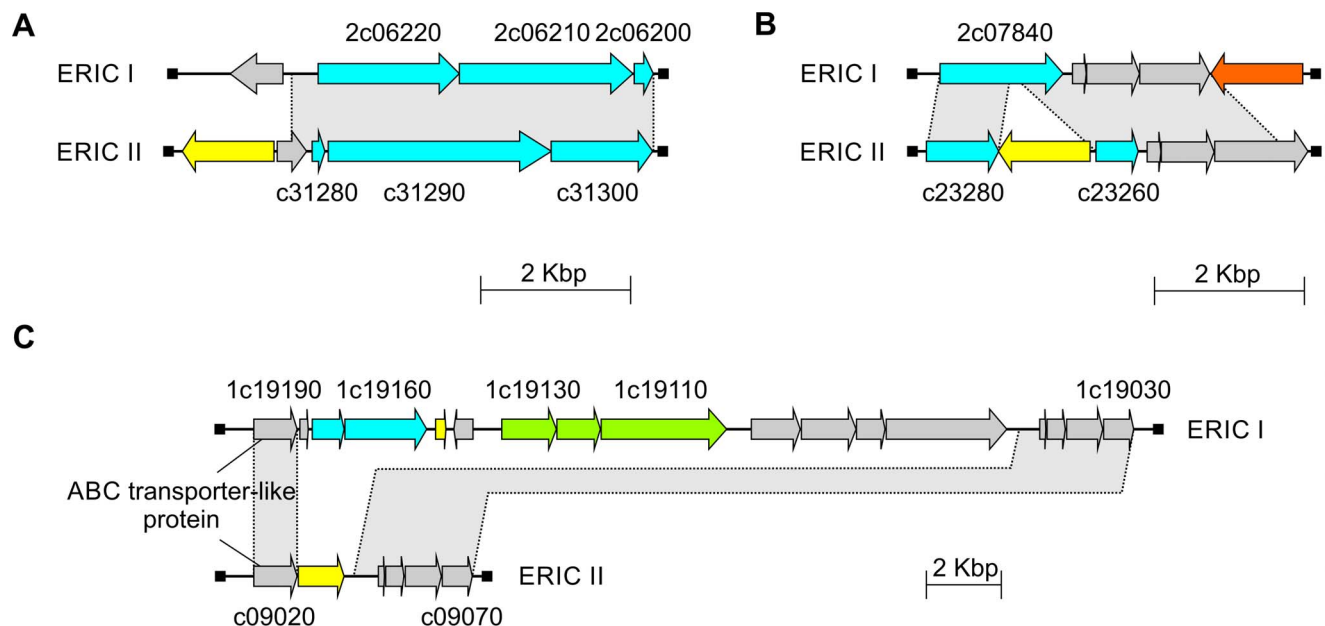 A
2c06220 2c06210 2c06200
ERIC I
ERIC II
c31280 c31290 c31300
2 Kbp
B
2c07840
ERIC I
ERIC II
c23280 c23260
2 Kbp
C
1c19190 1c19160 1c19130 1c19110 1c19030
ERIC I
ABC transporter-like
protein
ERIC II
c09020 c09070
2 Kbp